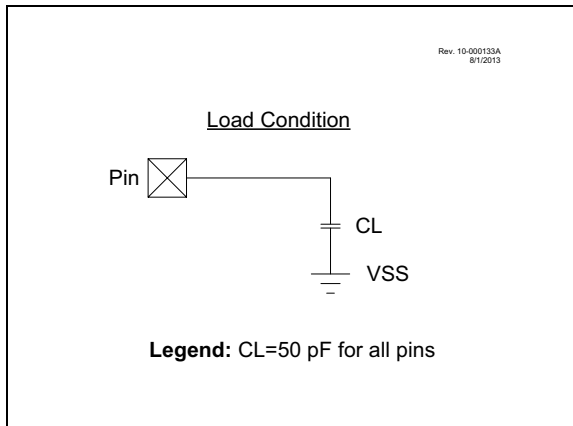 Rev. 10-000133A
8/1/2013
Load Condition
Pin
CL
VSS
Legend: CL=50 pF for all pins